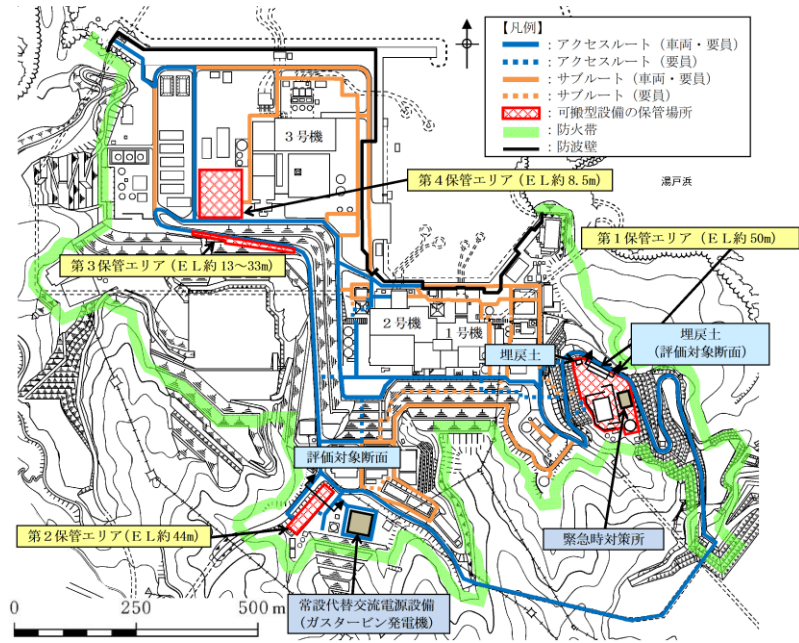 【凡例】
：アクセスルート（車両・要員）
：アクセスルート（要員）
：サブルート（車両・要員）
：サブルート（要員）
：可搬型設備の保管場所
：防火帯
：防波壁
3号機
湯戸浜
第4保管エリア（ＥＬ約8.5m）
第1保管エリア（ＥＬ約50m）
第3保管エリア（ＥＬ約13～33m）
2号機
1号機
埋戻土
埋戻土
（評価対象断面）
評価対象断面
第2保管エリア（ＥＬ約44m）
緊急時対策所
常設代替交流電源設備
（ガスタービン発電機）
0 250 500 m